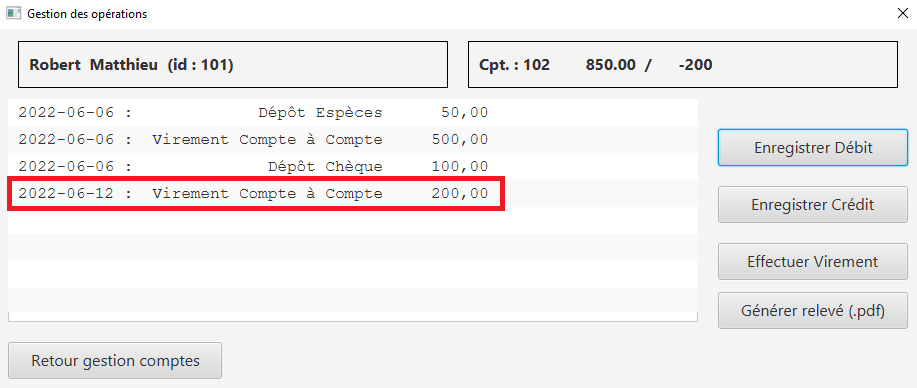 Gestion des opérations
Robert Matthieu (id : 101)
Cpt. : 102 850.00 / -200
2022-06-06 : Dépôt Espèces 50,00
2022-06-06 : Virement Compte à Compte 500,00
2022-06-06 : Dépôt Chèque 100,00
2022-06-12 : Virement Compte à Compte 200,00
Enregistrer Débit
Enregistrer Crédit
Effectuer Virement
Générer relevé (.pdf)
Retour gestion comptes